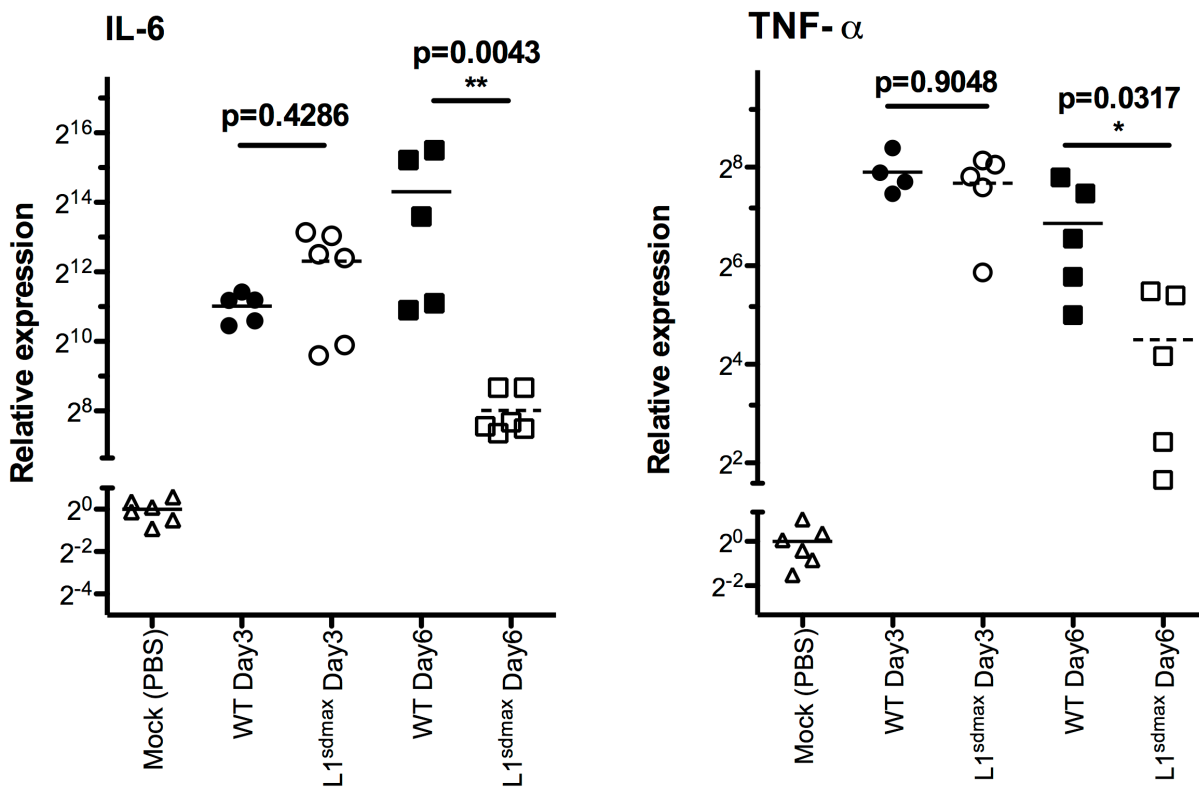 IL-6
p=0.0043
**
p=0.4286
Relative expression
2^16
2^14
2^12
2^10
2^8
2^0
2^-2
2^-4
Mock (PBS)
WT Day3
L1^sdmax Day3
WT Day6
L1^sdmax Day6
TNF- α
p=0.9048
p=0.0317
*
Relative expression
2^8
2^6
2^4
2^2
2^0
2^-2
Mock (PBS)
WT Day3
L1^sdmax Day3
WT Day6
L1^sdmax Day6